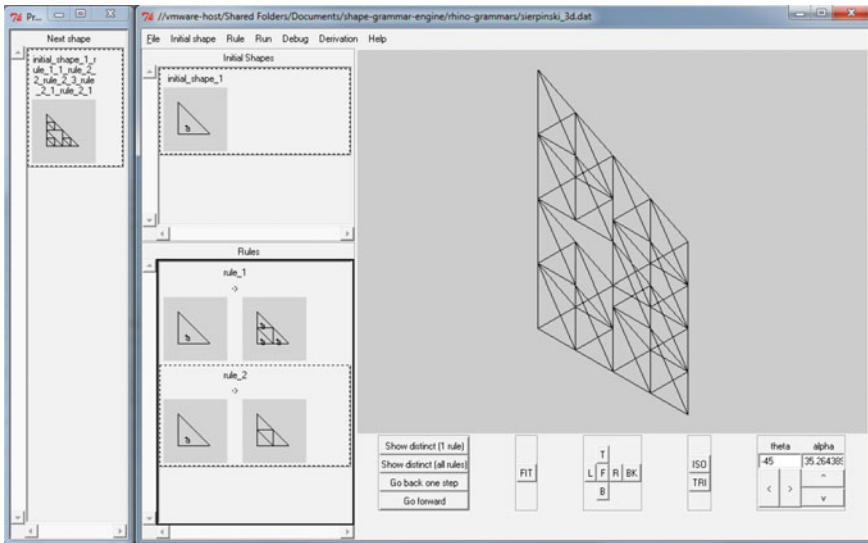 Pr...
Next shape
initial_shape_1_r
ule_1_1_rule_2_
2_rule_2_3_rule
_2_1_rule_2_1
//vmware-host/Shared Folders/Documents/shape-grammar-engine/rhino-grammars/sierpinski_3d.dat
File Initial shape Rule Run Debug Derivation Help
Initial Shapes
initial_shape_1
Rules
rule_1
->
rule_2
->
Show distinct (1 rule)
Show distinct (all rules)
Go back one step
Go forward
FIT
T
L F R BK
B
ISO
TRI
theta alpha
-45 35.264389
< > ^
v